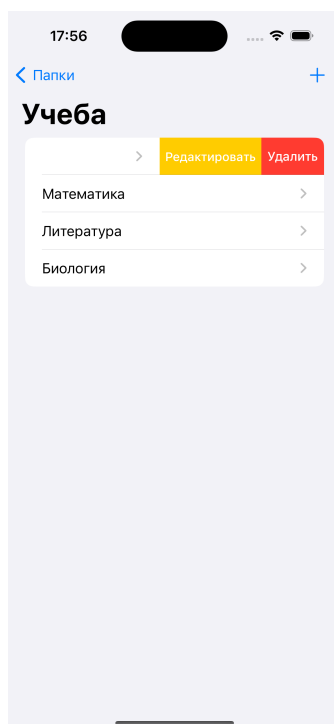 17:56
Папки
Учеба
Редактировать Удалить
Математика
Литература
Биология